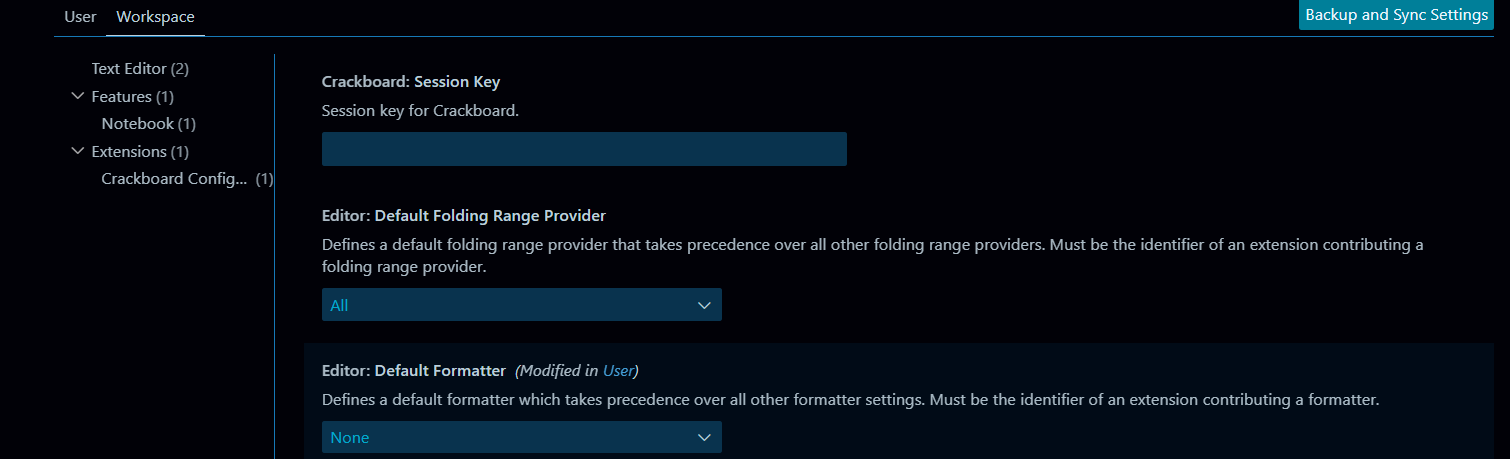 User Workspace
Backup and Sync Settings
Text Editor (2)
Features (1)
Notebook (1)
Extensions (1)
Crackboard Config... (1)
Crackboard: Session Key
Session key for Crackboard.
Editor: Default Folding Range Provider
Defines a default folding range provider that takes precedence over all other folding range providers. Must be the identifier of an extension contributing a
folding range provider.
All
Editor: Default Formatter (Modified in User)
Defines a default formatter which takes precedence over all other formatter settings. Must be the identifier of an extension contributing a formatter.
None